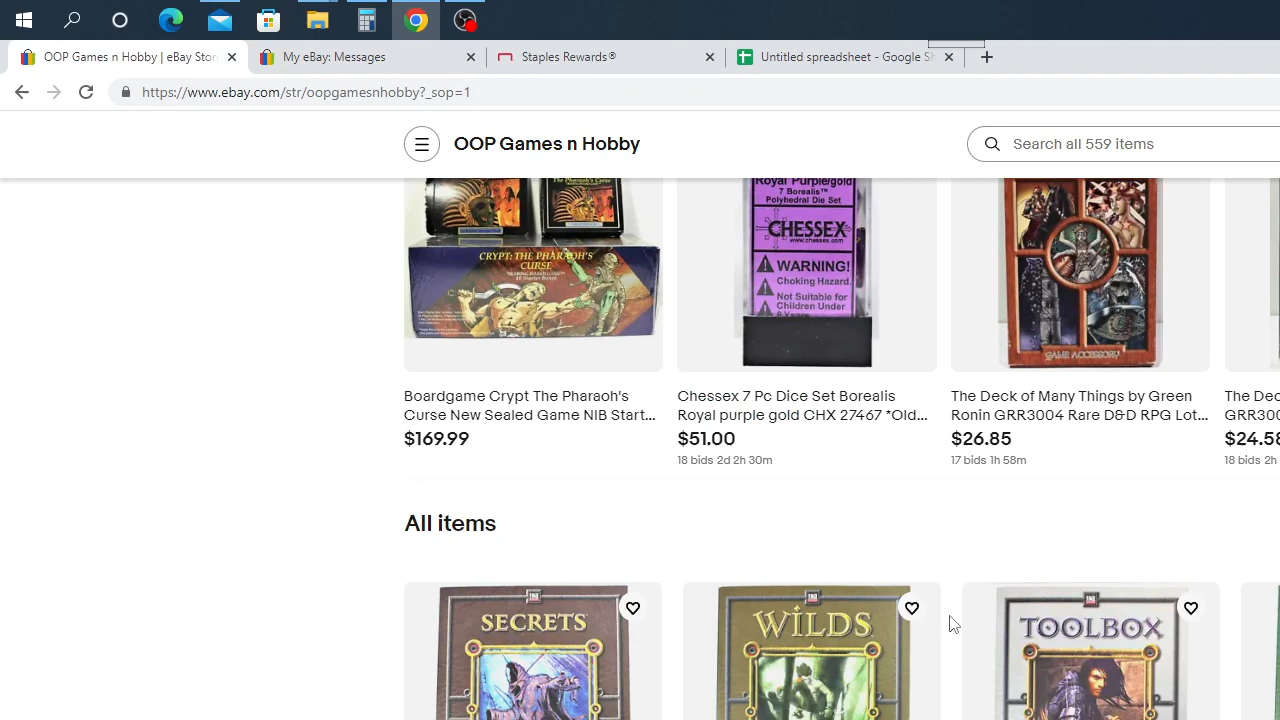 OOP Games n Hobby | eBay Stor
My eBay: Messages
Staples Rewards®
Untitled spreadsheet - Google Sh
https://www.ebay.com/str/oopgamesnhobby?_sop=1
OOP Games n Hobby
Search all 559 items
The Pharaoh's Curse
CRYPT: THE PHARAOH'S
CURSE
Royal Purple/gold
7 Borealis™
Polyhedral Die Set
CHESSEX
www.chessex.com
WARNING!
Choking Hazard.
Not Suitable for
Children Under
GAME ACCESSORY
Boardgame Crypt The Pharaoh's
Curse New Sealed Game NIB Start...
$169.99
Chessex 7 Pc Dice Set Borealis
Royal purple gold CHX 27467 *Old...
$51.00
18 bids 2d 2h 30m
The Deck of Many Things by Green
Ronin GRR3004 Rare D&D RPG Lot...
$26.85
17 bids 1h 58m
The Dec
GRR300
$24.58
18 bids 2h
All items
SECRETS
WILDS
TOOLBOX